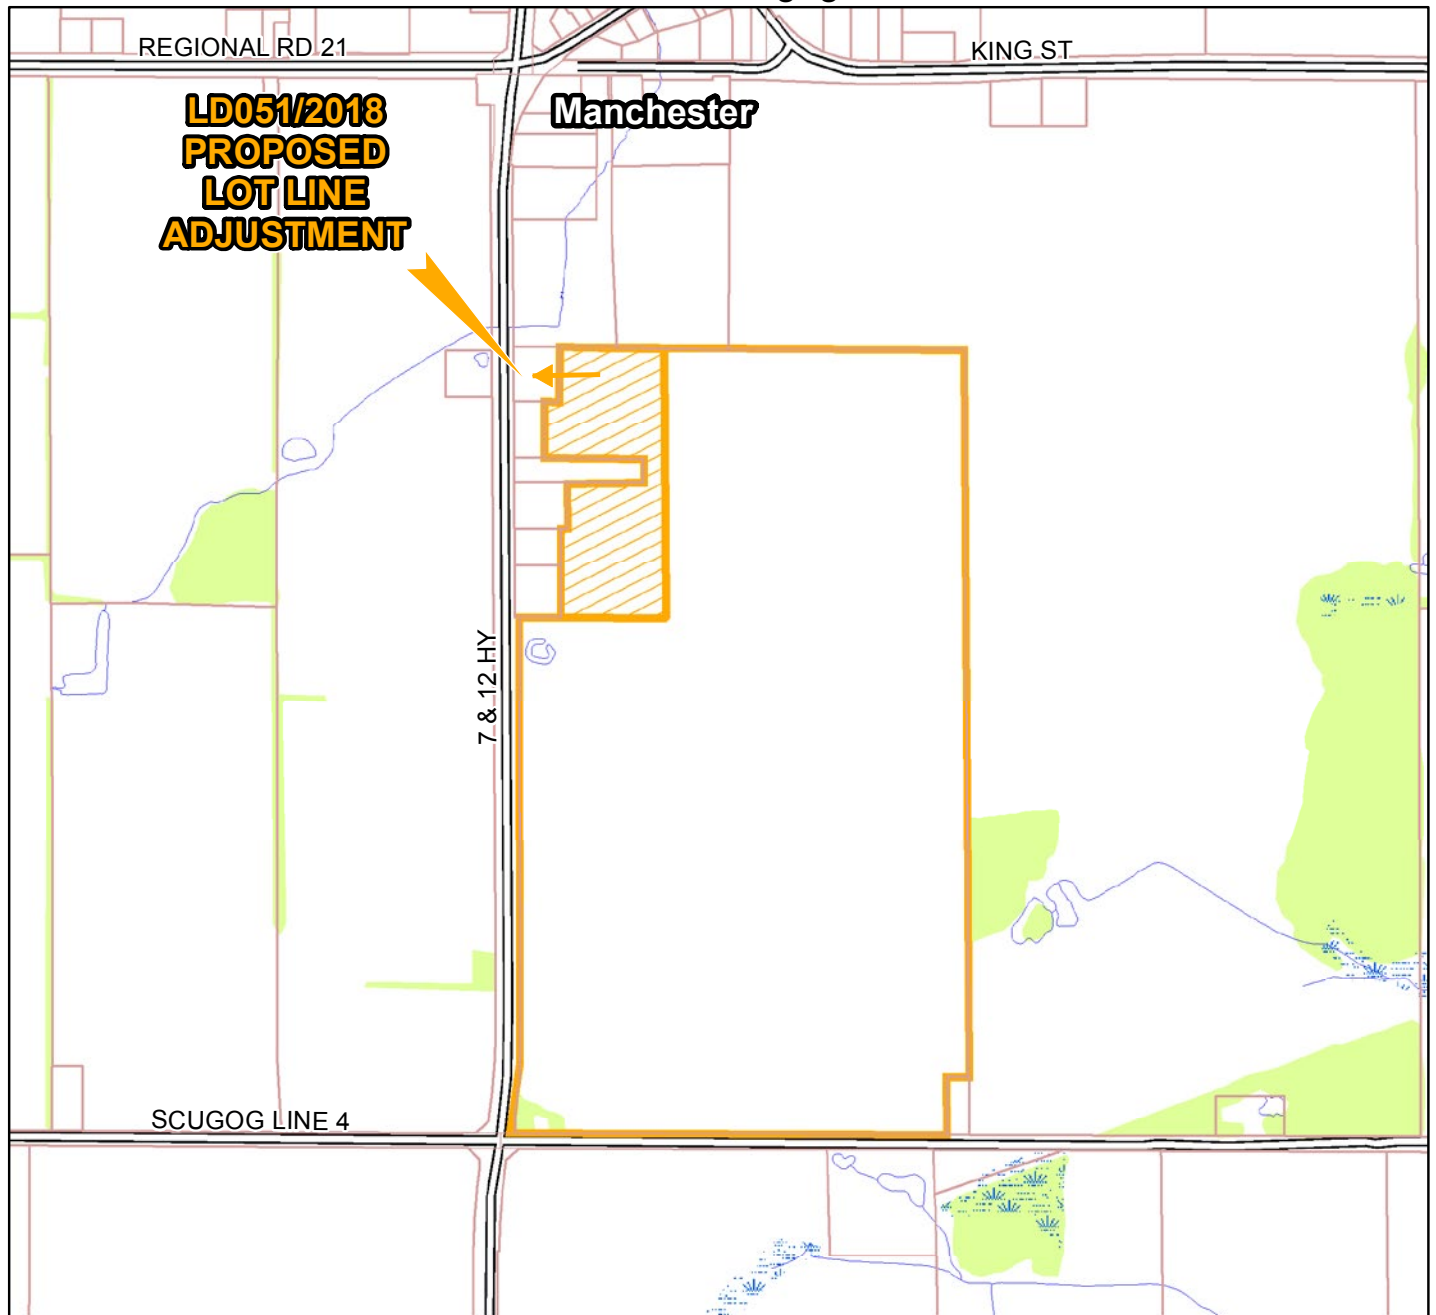 REGIONAL RD 21
KING ST
LD051/2018
PROPOSED
LOT LINE
ADJUSTMENT
Manchester
7 & 12 HY
SCUGOG LINE 4